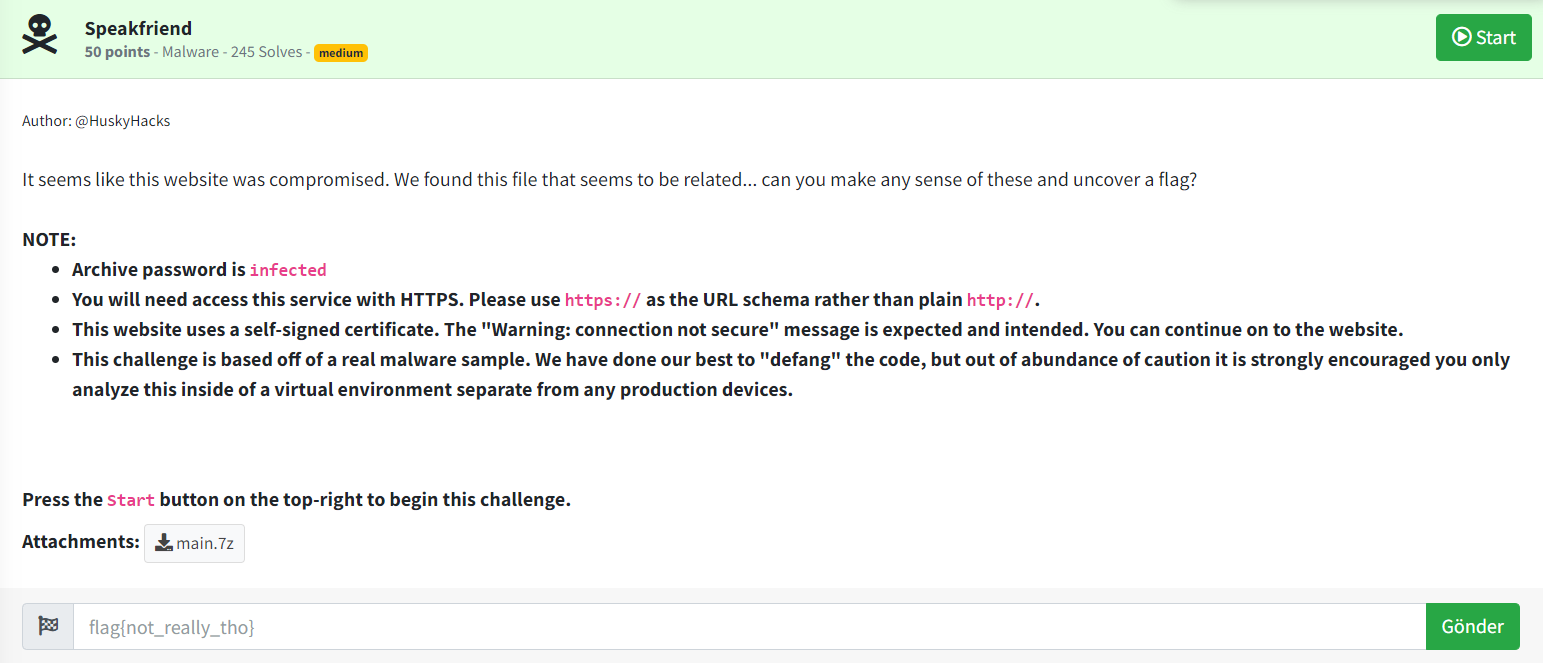 Speakfriend
50 points - Malware - 245 Solves - medium
Start
Author: @HuskyHacks
It seems like this website was compromised. We found this file that seems to be related... can you make any sense of these and uncover a flag?
NOTE:
Archive password is infected
You will need access this service with HTTPS. Please use https:// as the URL schema rather than plain http://.
This website uses a self-signed certificate. The "Warning: connection not secure" message is expected and intended. You can continue on to the website.
This challenge is based off of a real malware sample. We have done our best to "defang" the code, but out of abundance of caution it is strongly encouraged you only
analyze this inside of a virtual environment separate from any production devices.
Press the Start button on the top-right to begin this challenge.
Attachments: main.7z
flag{not_really_tho}
Gönder